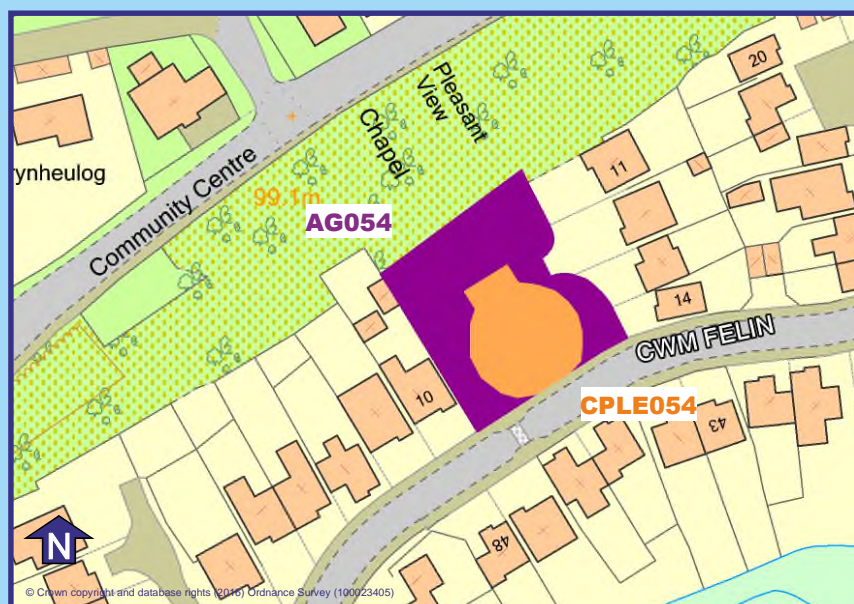 20
Pleasant
View
Chapel
11
ynheulog
Community Centre
99.1m
AG054
14
CWM FELIN
10
CPLE054
43
48
N
© Crown copyright and database rights (2016) Ordnance Survey (100023405)